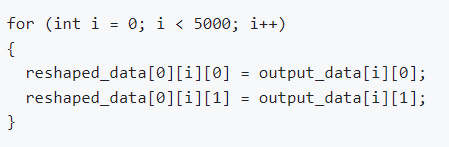 for (int i = 0; i < 5000; i++)
{
  reshaped_data[0][i][0] = output_data[i][0];
  reshaped_data[0][i][1] = output_data[i][1];
}